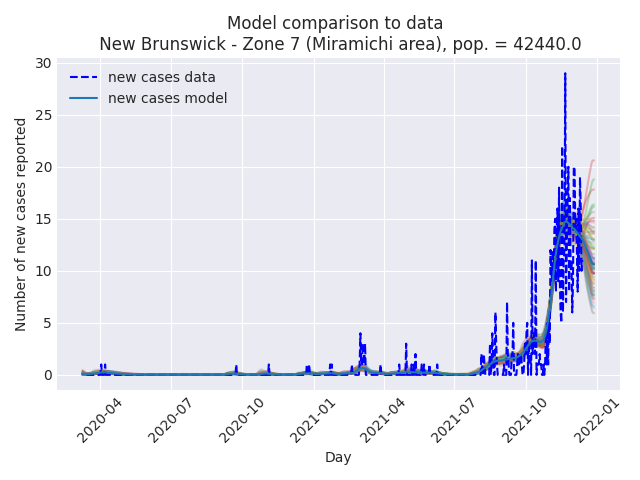 Model comparison to data
New Brunswick - Zone 7 (Miramichi area), pop. = 42440.0
new cases data
new cases model
Number of new cases reported
30
25
20
15
10
5
0
2020-04
2020-07
2020-10
2021-01
2021-04
2021-07
2021-10
2022-01
Day